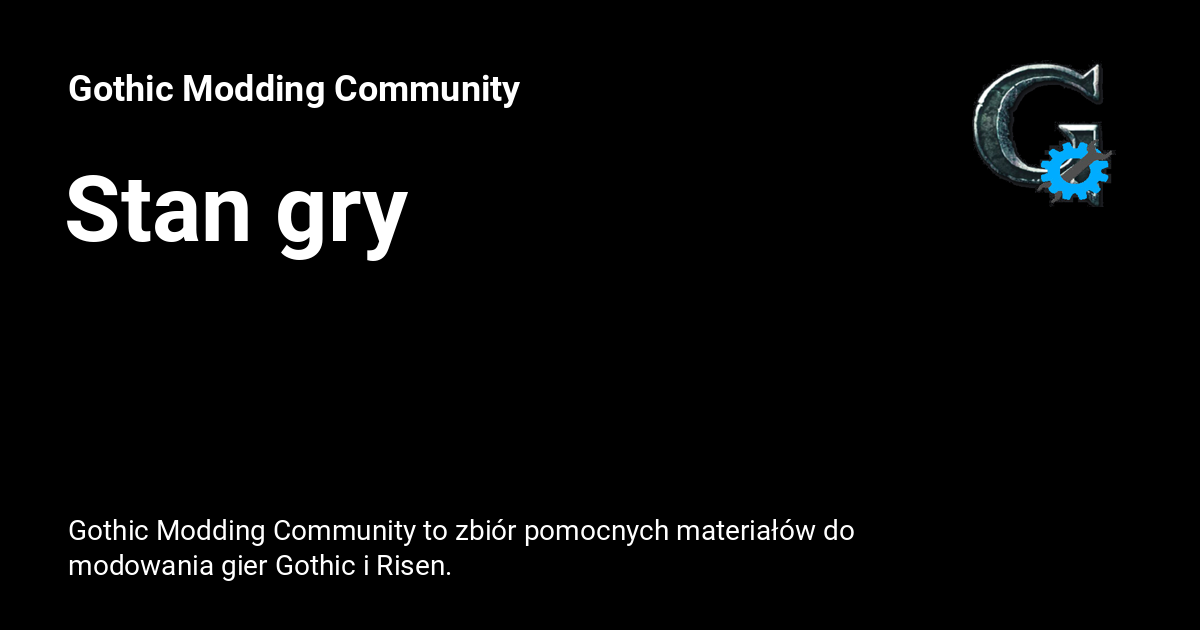 Gothic Modding Community
Stan gry
Gothic Modding Community to zbiór pomocnych materiałów do
modowania gier Gothic i Risen.